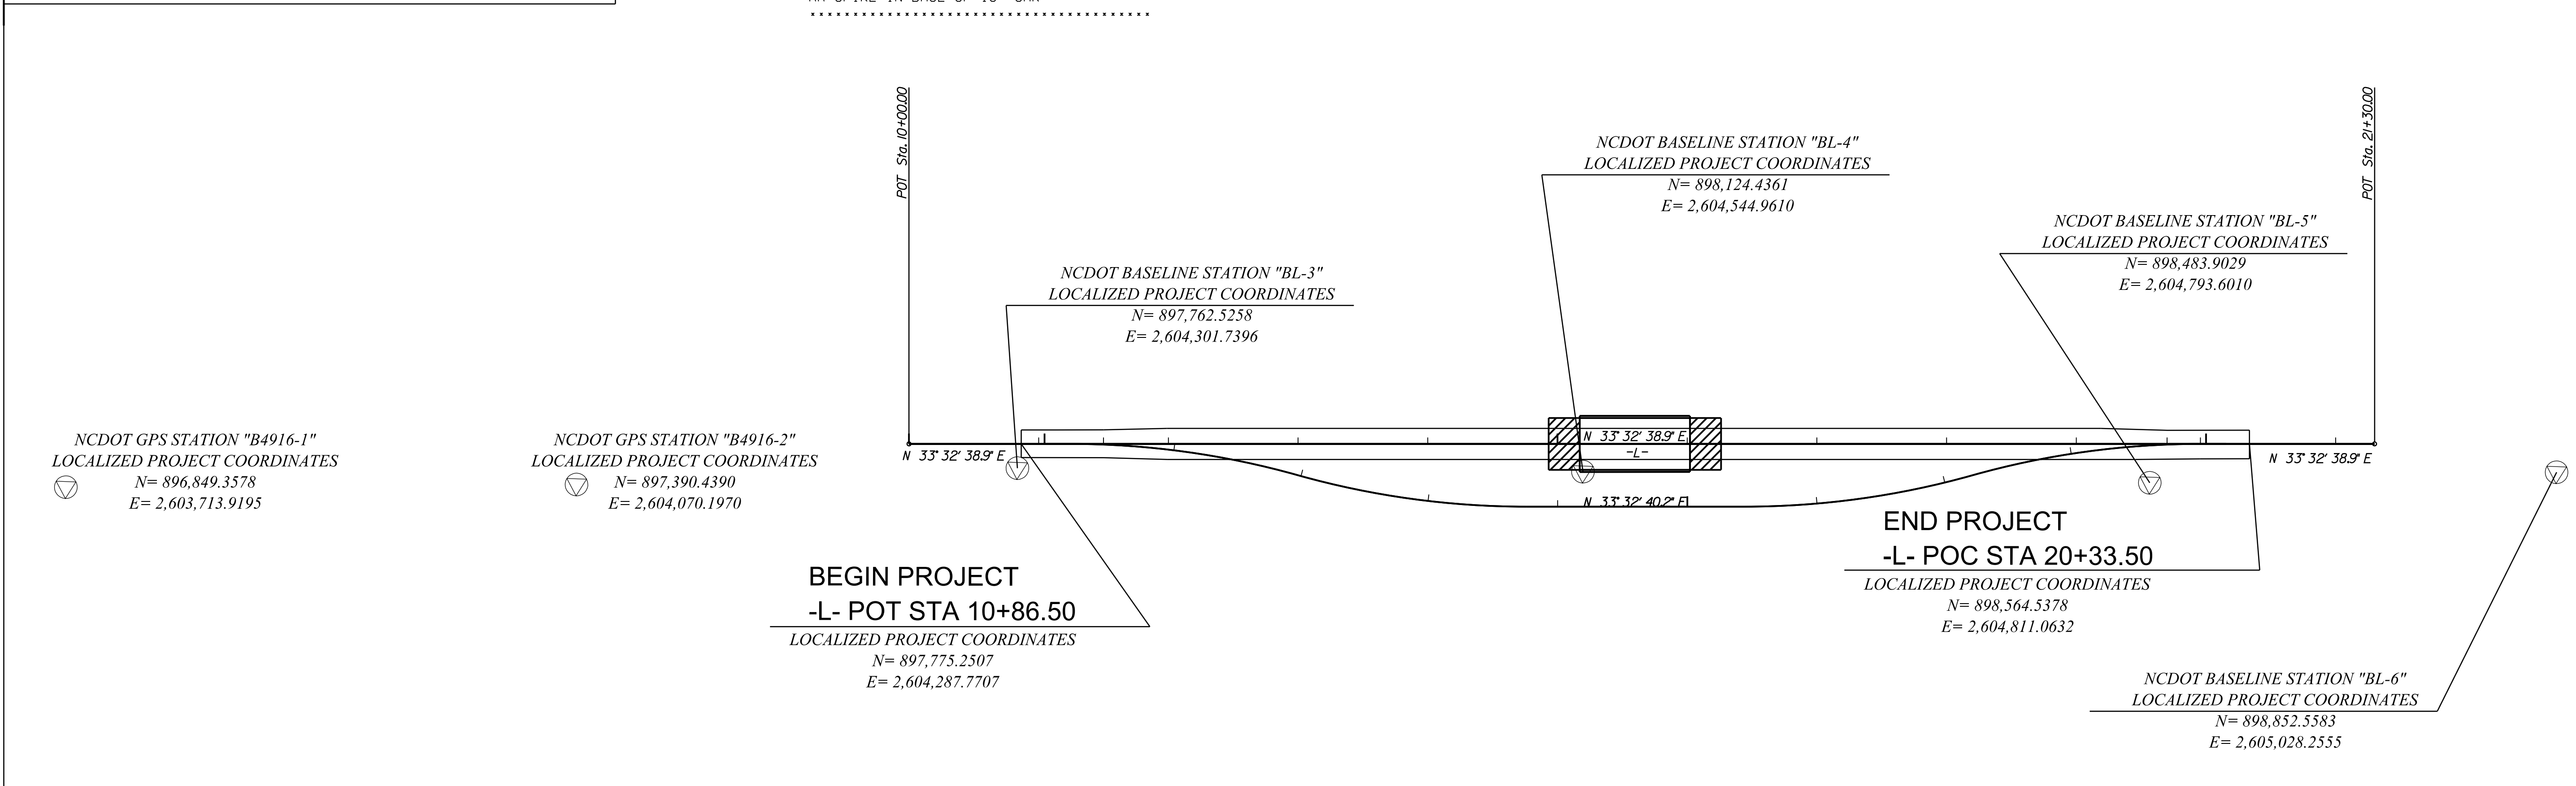 POT Sta. 10+00.00
POT Sta. 21+30.00
NCDOT BASELINE STATION "BL-4"
LOCALIZED PROJECT COORDINATES
N= 898,124.4361
E= 2,604,544.9610
NCDOT BASELINE STATION "BL-5"
LOCALIZED PROJECT COORDINATES
N= 898,483.9029
E= 2,604,793.6010
NCDOT BASELINE STATION "BL-3"
LOCALIZED PROJECT COORDINATES
N= 897,762.5258
E= 2,604,301.7396
NCDOT GPS STATION "B4916-1"
LOCALIZED PROJECT COORDINATES
N= 896,849.3578
E= 2,603,713.9195
NCDOT GPS STATION "B4916-2"
LOCALIZED PROJECT COORDINATES
N= 897,390.4390
E= 2,604,070.1970
N 33° 32' 38.9" E
N 33° 32' 38.9" E
-L-
N 33° 32' 38.9" E
N 33° 32' 40.2" E
BEGIN PROJECT
-L- POT STA 10+86.50
LOCALIZED PROJECT COORDINATES
N= 897,775.2507
E= 2,604,287.7707
END PROJECT
-L- POC STA 20+33.50
LOCALIZED PROJECT COORDINATES
N= 898,564.5378
E= 2,604,811.0632
NCDOT BASELINE STATION "BL-6"
LOCALIZED PROJECT COORDINATES
N= 898,852.5583
E= 2,605,028.2555